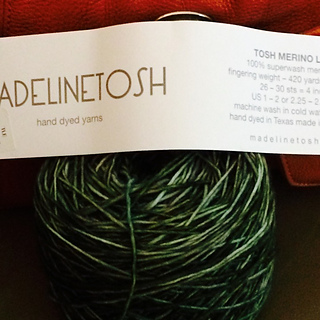 ADELINETOSH
hand dyed yarns
TOSH MERINO L
100% superwash mer
fingering weight – 420 yards
26 – 30 sts = 4 in
US 1 – 2 or 2.25 – 2
machine wash in cold wat
hand dyed in Texas made i
madelinetosh